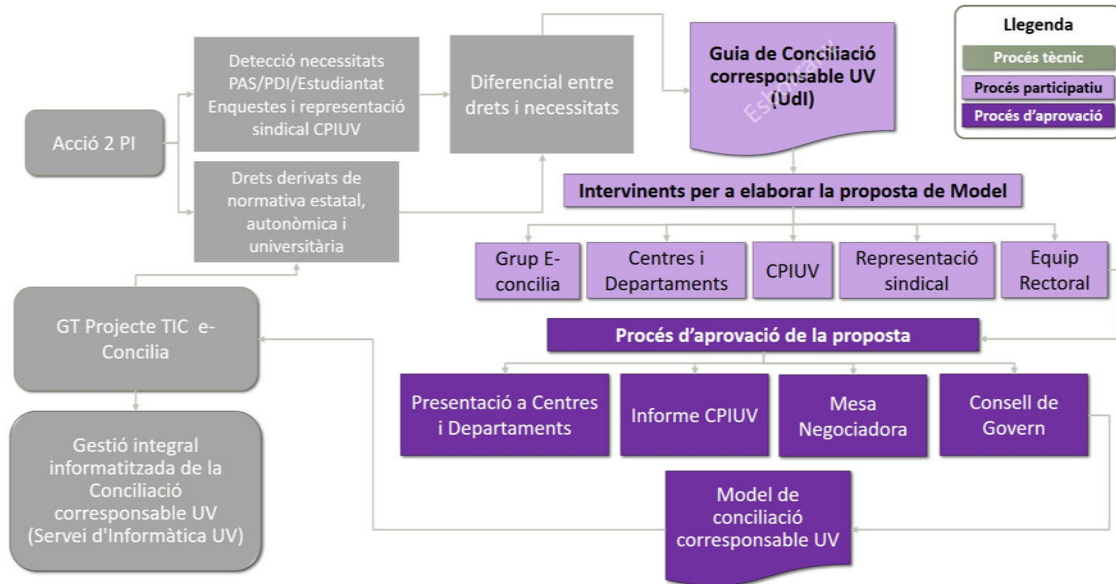 Detecció necessitats
PAS/PDI/Estudiantat
Enquestes i representació
sindical CPIUV
Diferencial entre
drets i necessitats
Guia de Conciliació
corresponsable UV
(UdI)
Llegenda
Procés tècnic
Procés participatiu
Procés d'aprovació
Acció 2 PI
Drets derivats de
normativa estatal,
autonòmica i
universitària
Intervinents per a elaborar la proposta de Model
Grup E-
concilia
Centres i
Departaments
CPIUV
Representació
sindical
Equip
Rectoral
GT Projecte TIC e-
Concilia
Procés d'aprovació de la proposta
Presentació a Centres
i Departaments
Informe CPIUV
Mesa
Negociadora
Consell de
Govern
Gestió integral
informatitzada de la
Conciliació
corresponsable UV
(Servei d'Informàtica UV)
Model de
conciliació
corresponsable UV